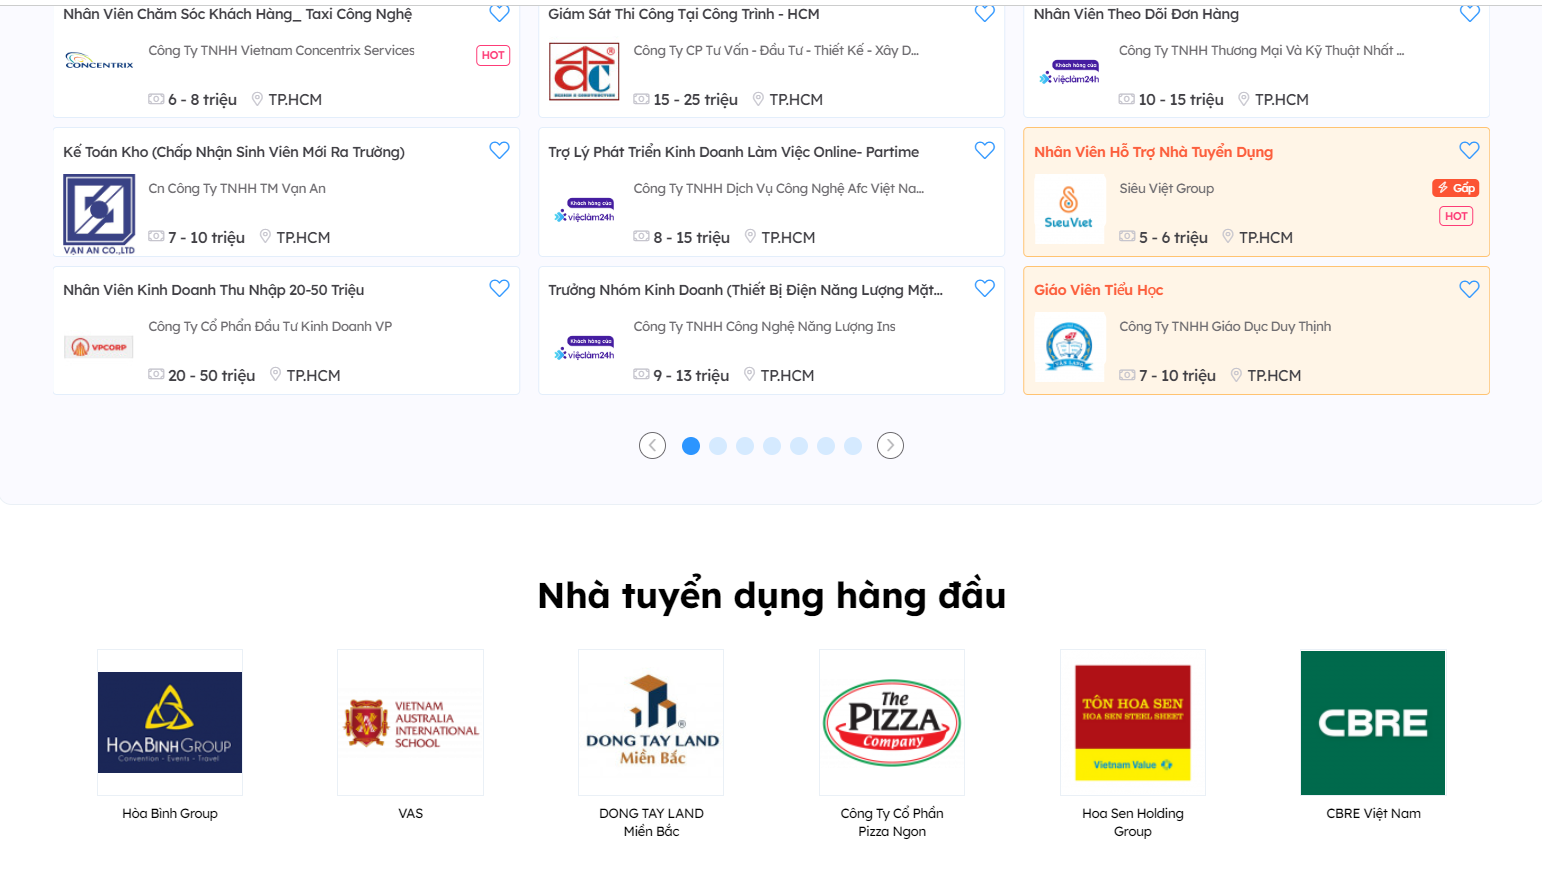 Nhân Viên Chăm Sóc Khách Hàng_ Taxi Công Nghệ
CONCENTRIX
Công Ty TNHH Vietnam Concentrix Services
HOT
6 - 8 triệu TP.HCM
Giám Sát Thi Công Tại Công Trình - HCM
Công Ty CP Tư Vấn - Đầu Tư - Thiết Kế - Xây D...
DESIGN & CONSTRUCTION
15 - 25 triệu TP.HCM
Nhân Viên Theo Dõi Đơn Hàng
Công Ty TNHH Thương Mại Và Kỹ Thuật Nhất ...
Khách hàng của
việclàm24h
10 - 15 triệu TP.HCM
Kế Toán Kho (Chấp Nhận Sinh Viên Mới Ra Trường)
Cn Công Ty TNHH TM Vạn An
7 - 10 triệu TP.HCM
VẠN AN CO.,LTD
Trợ Lý Phát Triển Kinh Doanh Làm Việc Online- Partime
Công Ty TNHH Dịch Vụ Công Nghệ Afc Việt Na...
Khách hàng của
việclàm24h
8 - 15 triệu TP.HCM
Nhân Viên Hỗ Trợ Nhà Tuyển Dụng
Siêu Việt Group
Gấp
HOT
SIEU VIET
5 - 6 triệu TP.HCM
Nhân Viên Kinh Doanh Thu Nhập 20-50 Triệu
Công Ty Cổ Phẩn Đầu Tư Kinh Doanh VP
VPCORP
20 - 50 triệu TP.HCM
Trưởng Nhóm Kinh Doanh (Thiết Bị Điện Năng Lượng Mặt...
Công Ty TNHH Công Nghệ Năng Lượng Ins
Khách hàng của
việclàm24h
9 - 13 triệu TP.HCM
Giáo Viên Tiểu Học
Công Ty TNHH Giáo Dục Duy Thịnh
VAN LANG
7 - 10 triệu TP.HCM
Nhà tuyển dụng hàng đầu
HOABINHGROUP
Convention - Events - Travel
Hòa Bình Group
VIETNAM
AUSTRALIA
INTERNATIONAL
SCHOOL
VAS
DONG TAY LAND
Miền Bắc
DONG TAY LAND
Miền Bắc
The
PIZZA
Company
Công Ty Cổ Phần
Pizza Ngon
TÔN HOA SEN
HOA SEN STEEL SHEET
Vietnam Value
Hoa Sen Holding
Group
CBRE
CBRE Việt Nam